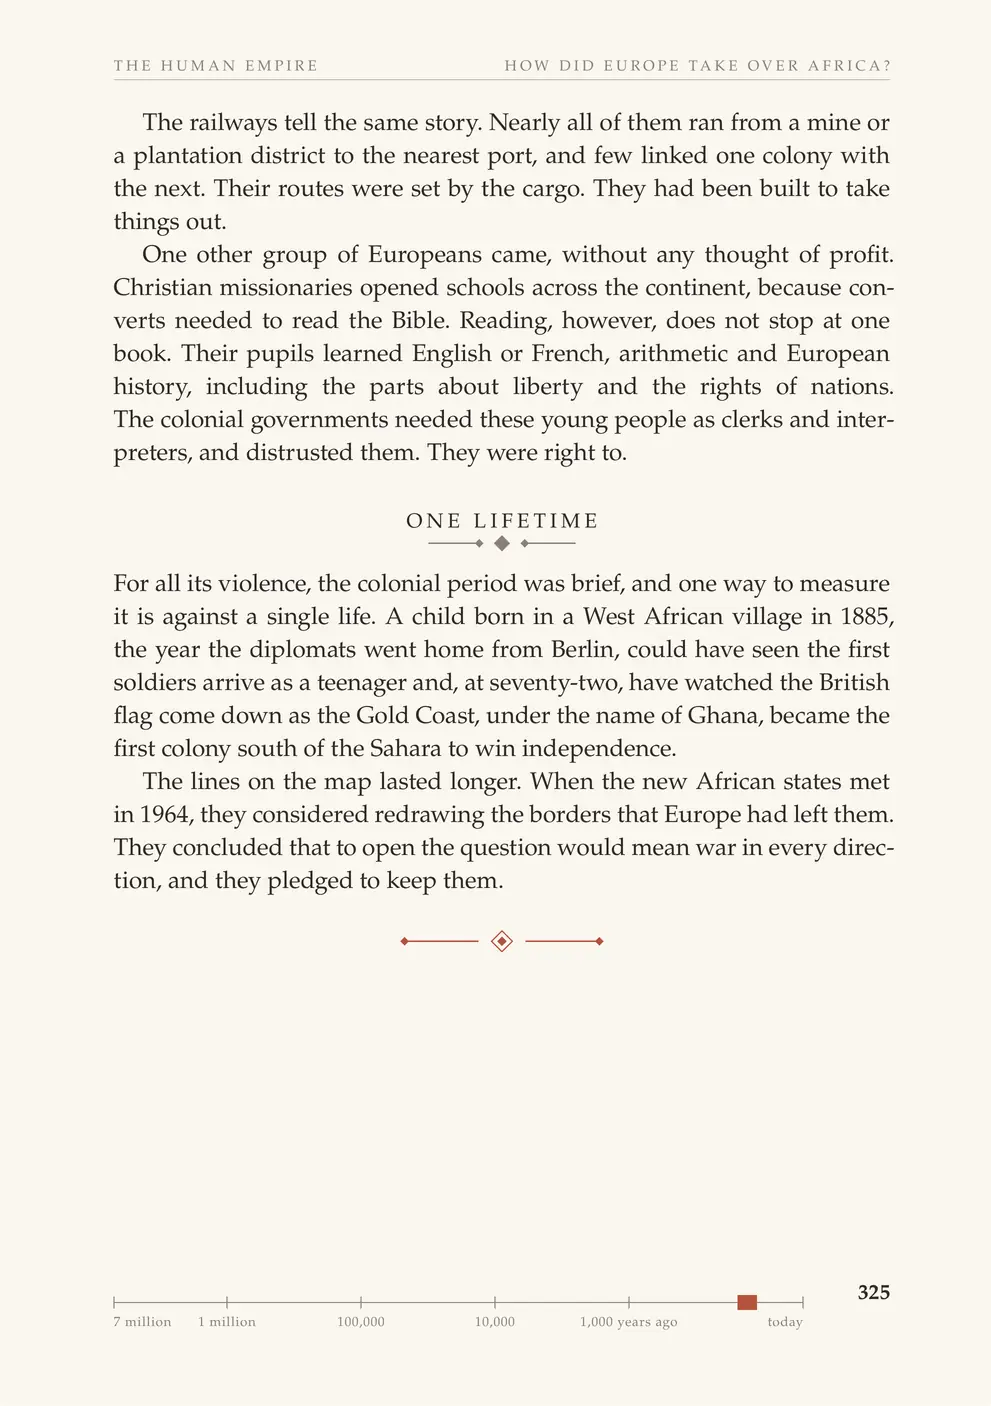 THE HUMAN EMPIRE
HOW DID EUROPE TAKE OVER AFRICA?
The railways tell the same story. Nearly all of them ran from a mine or
a plantation district to the nearest port, and few linked one colony with
the next. Their routes were set by the cargo. They had been built to take
things out.
One other group of Europeans came, without any thought of profit.
Christian missionaries opened schools across the continent, because con-
verts needed to read the Bible. Reading, however, does not stop at one
book. Their pupils learned English or French, arithmetic and European
history, including the parts about liberty and the rights of nations.
The colonial governments needed these young people as clerks and inter-
preters, and distrusted them. They were right to.
ONE LIFETIME
For all its violence, the colonial period was brief, and one way to measure
it is against a single life. A child born in a West African village in 1885,
the year the diplomats went home from Berlin, could have seen the first
soldiers arrive as a teenager and, at seventy-two, have watched the British
flag come down as the Gold Coast, under the name of Ghana, became the
first colony south of the Sahara to win independence.
The lines on the map lasted longer. When the new African states met
in 1964, they considered redrawing the borders that Europe had left them.
They concluded that to open the question would mean war in every direc-
tion, and they pledged to keep them.
325
7 million 1 million 100,000 10,000 1,000 years ago today